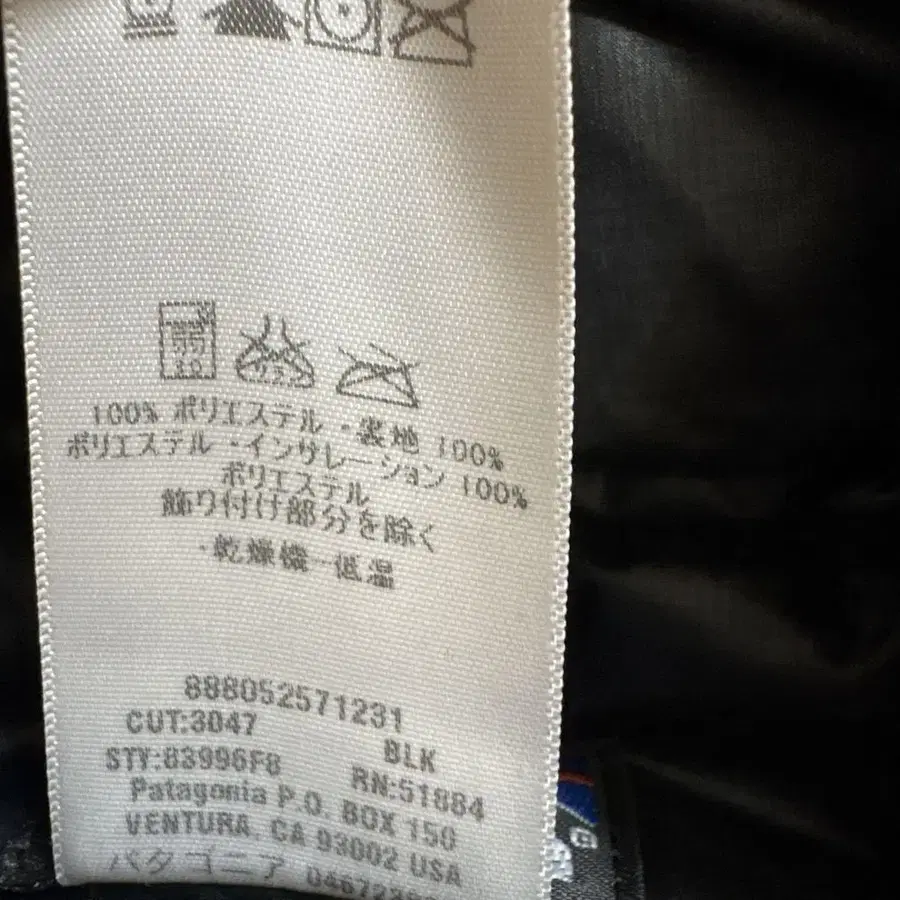 弱
30
100% ポリエステル ・裏地 100%
ポリエステル ・インサレーション 100%
ポリエステル
飾り付け部分を除く
・乾燥機－低温
888052571231
CUT:3047
BLK
STY:83996F8
RN:51884
Patagonia P.O. BOX 150
VENTURA, CA 93002 USA
パタゴニア